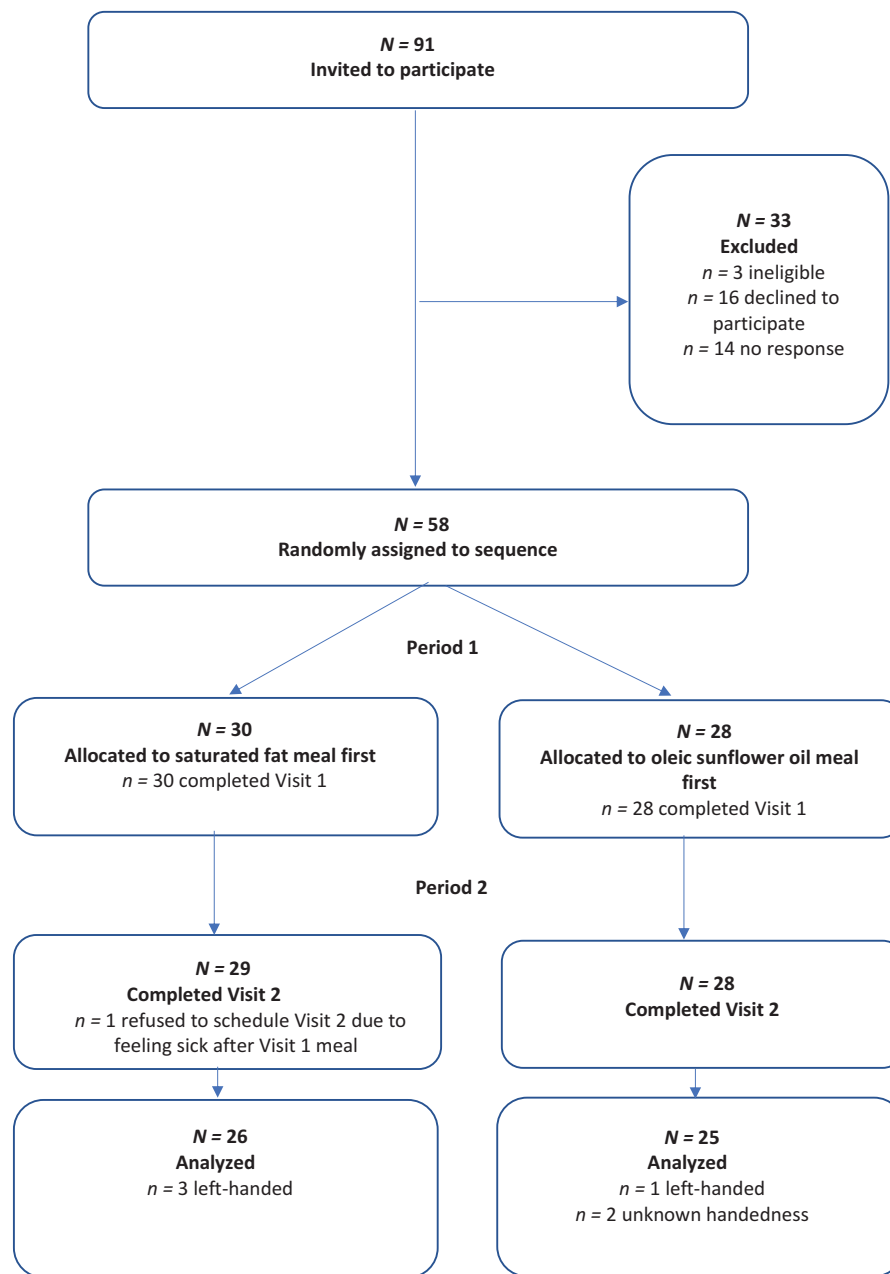 N = 91
Invited to participate
N = 33
Excluded
n = 3 ineligible
n = 16 declined to
participate
n = 14 no response
N = 58
Randomly assigned to sequence
Period 1
N = 30
Allocated to saturated fat meal first
n = 30 completed Visit 1
N = 28
Allocated to oleic sunflower oil meal
first
n = 28 completed Visit 1
Period 2
N = 29
Completed Visit 2
n = 1 refused to schedule Visit 2 due to
feeling sick after Visit 1 meal
N = 28
Completed Visit 2
N = 26
Analyzed
n = 3 left-handed
N = 25
Analyzed
n = 1 left-handed
n = 2 unknown handedness